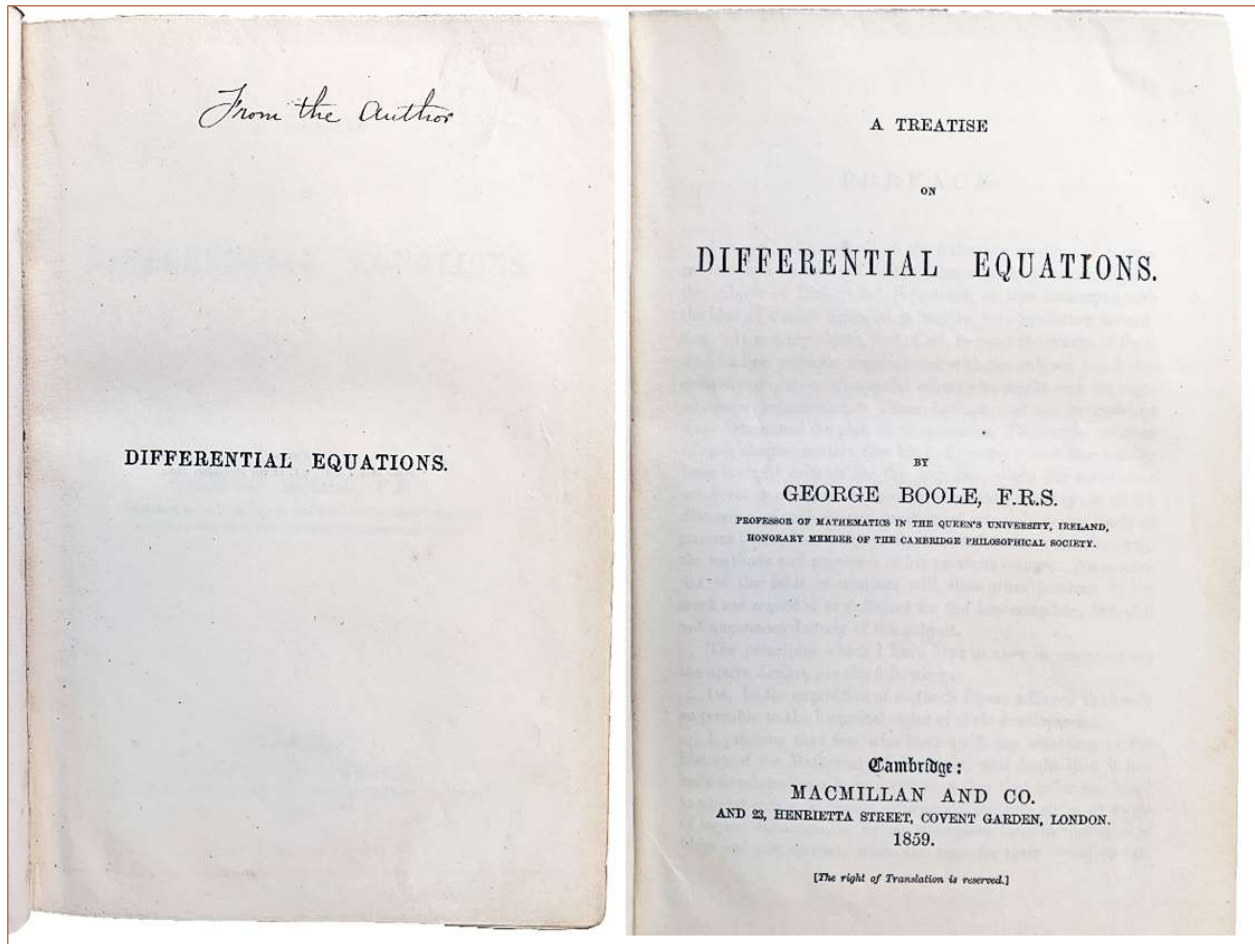 From the Author
DIFFERENTIAL EQUATIONS.
A TREATISE
ON
DIFFERENTIAL EQUATIONS.
BY
GEORGE BOOLE, F.R.S.
PROFESSOR OF MATHEMATICS IN THE QUEEN'S UNIVERSITY, IRELAND,
HONORARY MEMBER OF THE CAMBRIDGE PHILOSOPHICAL SOCIETY.
Cambridge:
MACMILLAN AND CO.
AND 23, HENRIETTA STREET, COVENT GARDEN, LONDON.
1859.
[The right of Translation is reserved.]